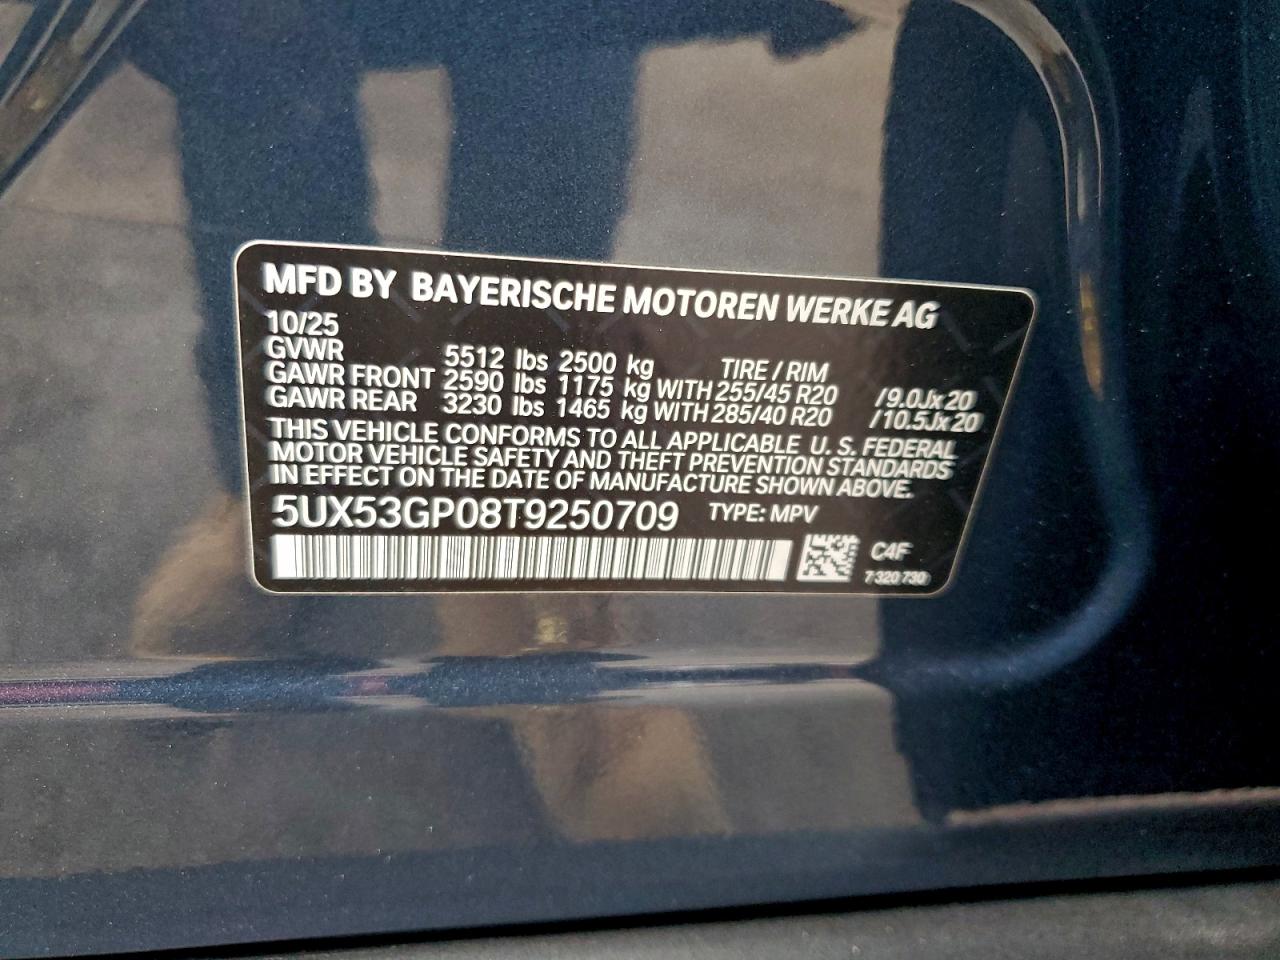 MFD BY BAYERISCHE MOTOREN WERKE AG
10/25
GVWR 5512 lbs 2500 kg TIRE / RIM
GAWR FRONT 2590 lbs 1175 kg WITH 255/45 R20 /9.0Jx20
GAWR REAR 3230 lbs 1465 kg WITH 285/40 R20 /10.5Jx20
THIS VEHICLE CONFORMS TO ALL APPLICABLE U. S. FEDERAL
MOTOR VEHICLE SAFETY AND THEFT PREVENTION STANDARDS
IN EFFECT ON THE DATE OF MANUFACTURE SHOWN ABOVE.
5UX53GP08T9250709 TYPE: MPV
C4F
7 320 730